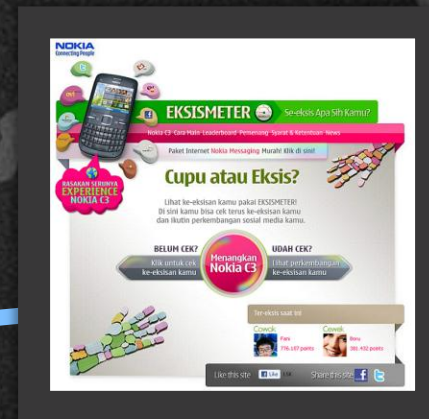 NOKIA
Connecting People
EKSISMETER
Se-eksis Apa Sih Kamu?
Nokia C3 Cara Main Leaderboard Pemenang Syarat & Ketentuan News
Paket Internet Nokia Messaging Murah! Klik di sini!
RASAKAN SERUNYA
EXPERIENCE
NOKIA C3
Cupu atau Eksis?
Lihat ke-eksisan kamu pakai EKSISMETER!
Di sini kamu bisa cek terus ke-eksisan kamu
dan ikutin perkembangan sosial media kamu.
BELUM CEK?
Klik untuk cek
ke-eksisan kamu
Menangkan
Nokia C3
UDAH CEK?
Lihat perkembangan
ke-eksisan kamu
Ter-eksis saat ini
Cowok
Cewek
points
points
Like this site
Like
Share this site